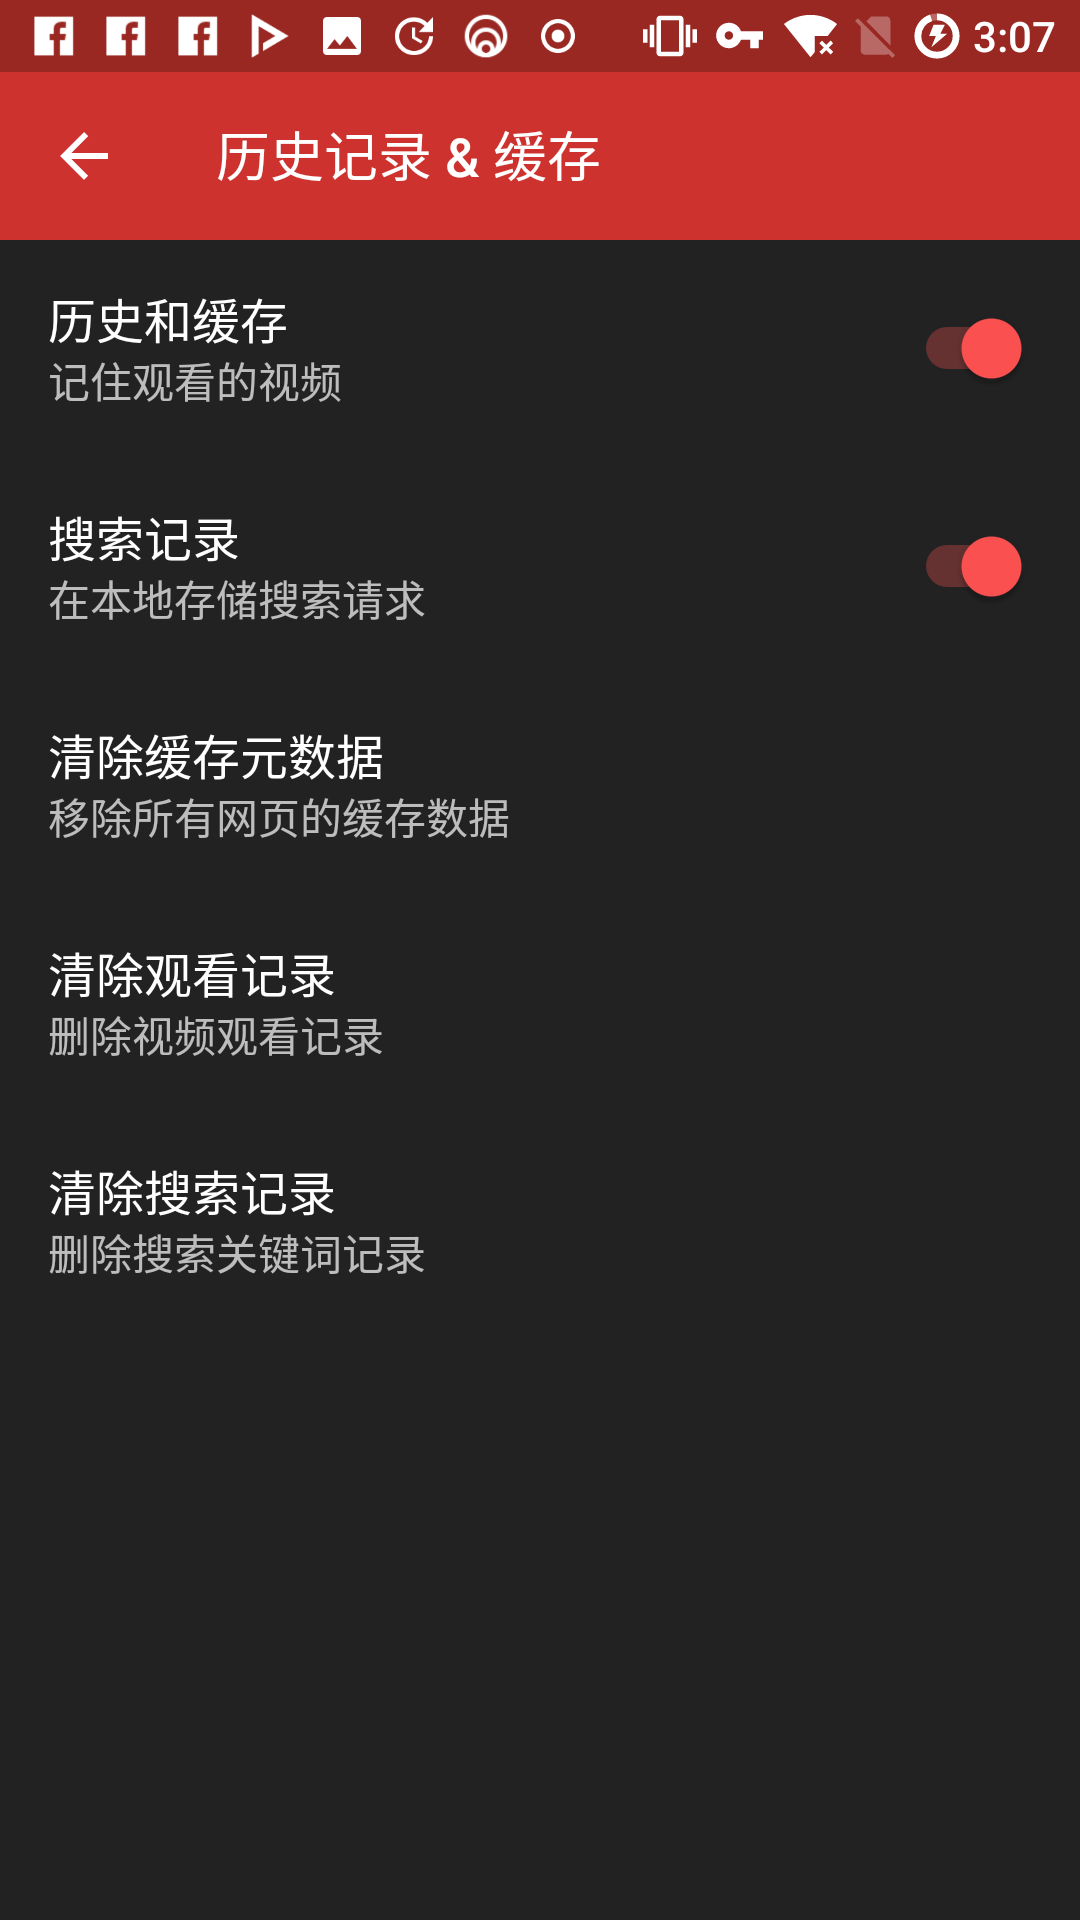 3:07
历史记录 & 缓存
历史和缓存
记住观看的视频
搜索记录
在本地存储搜索请求
清除缓存元数据
移除所有网页的缓存数据
清除观看记录
删除视频观看记录
清除搜索记录
删除搜索关键词记录